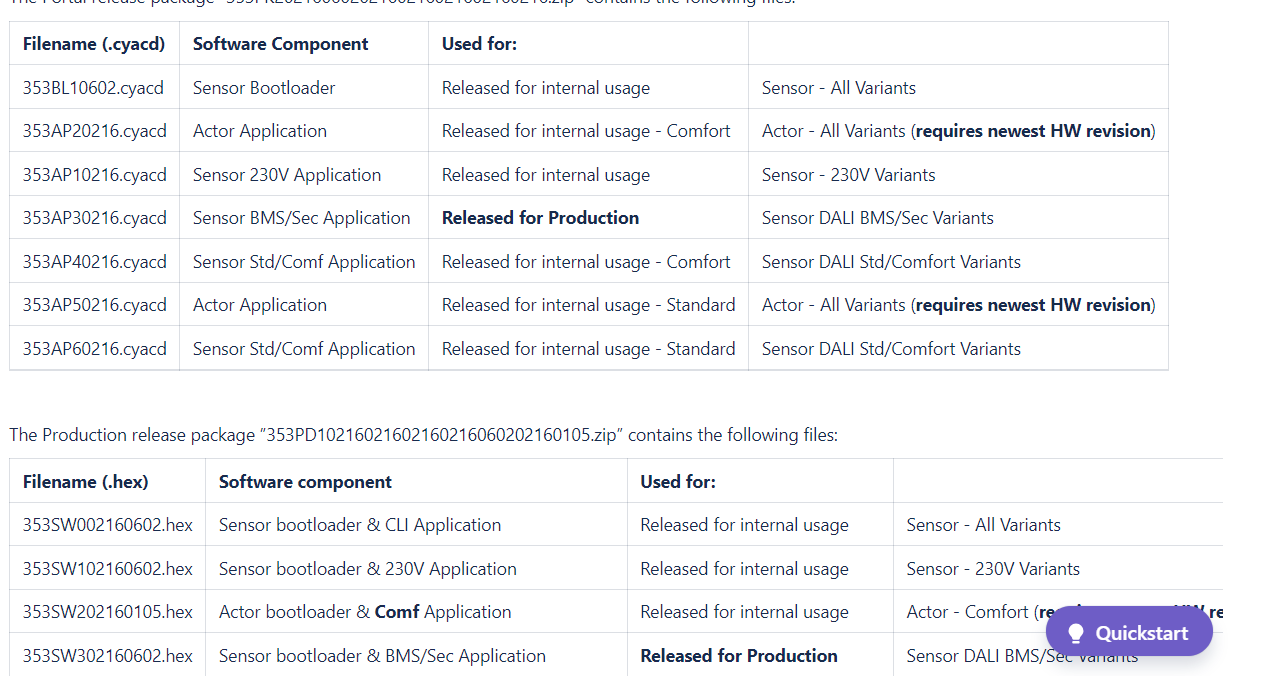 contains the following files:
Filename (.cyacd) Software Component Used for:
353BL10602.cyacd Sensor Bootloader Released for internal usage Sensor - All Variants
353AP20216.cyacd Actor Application Released for internal usage - Comfort Actor - All Variants (requires newest HW revision)
353AP10216.cyacd Sensor 230V Application Released for internal usage Sensor - 230V Variants
353AP30216.cyacd Sensor BMS/Sec Application Released for Production Sensor DALI BMS/Sec Variants
353AP40216.cyacd Sensor Std/Comf Application Released for internal usage - Comfort Sensor DALI Std/Comfort Variants
353AP50216.cyacd Actor Application Released for internal usage - Standard Actor - All Variants (requires newest HW revision)
353AP60216.cyacd Sensor Std/Comf Application Released for internal usage - Standard Sensor DALI Std/Comfort Variants
The Production release package "353PD10216021602160216060202160105.zip" contains the following files:
Filename (.hex) Software component Used for:
353SW002160602.hex Sensor bootloader & CLI Application Released for internal usage Sensor - All Variants
353SW102160602.hex Sensor bootloader & 230V Application Released for internal usage Sensor - 230V Variants
353SW202160105.hex Actor bootloader & Comf Application Released for internal usage Actor - Comfort (
Quickstart
353SW302160602.hex Sensor bootloader & BMS/Sec Application Released for Production Sensor DALI BMS/Sec Variants